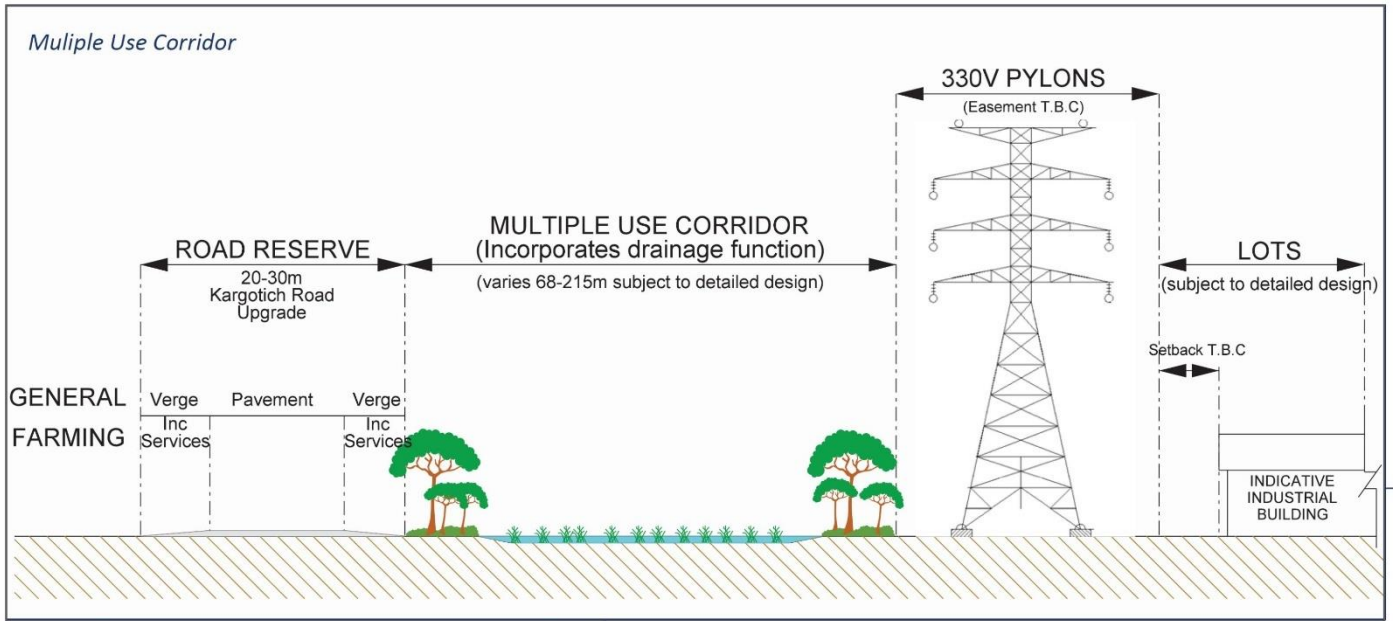 Muliple Use Corridor
330V PYLONS
(Easement T.B.C)
MULTIPLE USE CORRIDOR
(Incorporates drainage function)
(varies 68-215m subject to detailed design)
ROAD RESERVE
20-30m
Kargotich Road
Upgrade
LOTS
(subject to detailed design)
Setback T.B.C
GENERAL
FARMING
Verge
Inc
Services
Pavement
Verge
Inc
Services
INDICATIVE
INDUSTRIAL
BUILDING